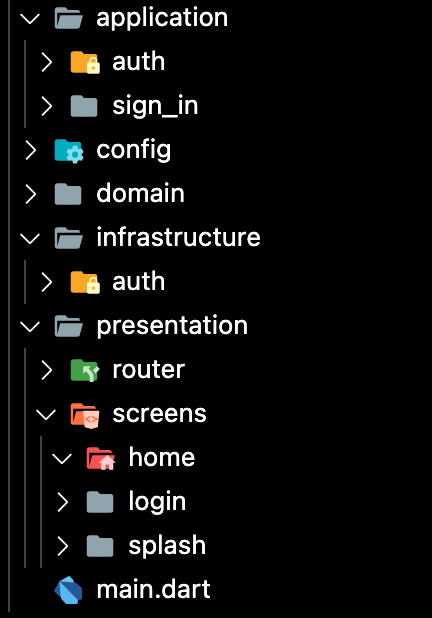 application
auth
sign_in
config
domain
infrastructure
auth
presentation
router
screens
home
login
splash
main.dart